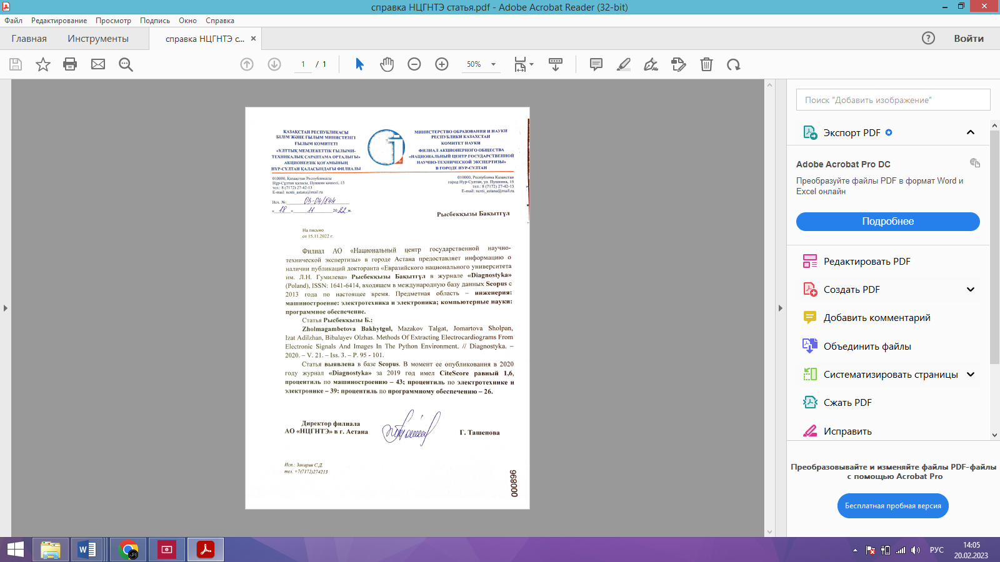 справка НЦГНТЭ статья.pdf - Adobe Acrobat Reader (32-bit)
Файл Редактирование Просмотр Подпись Окно Справка
Главная Инструменты справка НЦГНТЭ с... × Войти
1 / 1 50%
ҚАЗАҚСТАН РЕСПУБЛИКАСЫ
БІЛІМ ЖӘНЕ ҒЫЛЫМ МИНИСТРЛІГІ
ҒЫЛЫМ КОМИТЕТІ
«ҰЛТТЫҚ МЕМЛЕКЕТТІК ҒЫЛЫМИ-
ТЕХНИКАЛЫҚ САРАПТАМА ОРТАЛЫҒЫ»
АКЦИОНЕРЛІК ҚОҒАМЫНЫҢ
НҰР-СҰЛТАН ҚАЛАСЫНДАҒЫ ФИЛИАЛЫ
МИНИСТЕРСТВО ОБРАЗОВАНИЯ И НАУКИ
РЕСПУБЛИКИ КАЗАХСТАН
КОМИТЕТ НАУКИ
ФИЛИАЛ АКЦИОНЕРНОГО ОБЩЕСТВА
«НАЦИОНАЛЬНЫЙ ЦЕНТР ГОСУДАРСТВЕННОЙ
НАУЧНО-ТЕХНИЧЕСКОЙ ЭКСПЕРТИЗЫ»
В ГОРОДЕ НУР-СУЛТАН
010000, Қазақстан Республикасы
Нұр-Сұлтан қаласы, Пушкин көшесі, 15
тел.: 8 (7172) 27-42-13
E-mail: ncnti_astana@mail.ru
010000, Республика Казахстан
город Нур-Султан, ул. Пушкина, 15
тел.: 8 (7172) 27-42-13
E-mail: ncnti_astana@mail.ru
Исх. №: 03-04/844
« 18 » 11 2022 ж.
Рысбекқызы Бақытгүл
На письмо
от 15.11.2022 г.
Филиал АО «Национальный центр государственной научно-
технической экспертизы» в городе Астана предоставляет информацию о
наличии публикаций докторанта «Евразийского национального университета
им. Л.Н. Гумилева» Рысбекқызы Бақытгүл в журнале «Diagnostyka»
(Poland), ISSN: 1641-6414, входящем в международную базу данных Scopus с
2013 года по настоящее время. Предметная область – инженерия:
машиностроение: электротехника и электроника; компьютерные науки:
программное обеспечение.
Статья Рысбекқызы Б.:
Zholmagambetova Bakhytgul, Mazakov Talgat, Jomartova Sholpan,
Izat Adilzhan, Bibalayev Olzhas. Methods Of Extracting Electrocardiograms From
Electronic Signals And Images In The Python Environment. // Diagnostyka. –
2020. – V. 21. – Iss. 3. – P. 95 - 101.
Статья выявлена в базе Scopus. В момент ее опубликования в 2020
году журнал «Diagnostyka» за 2019 год имел CiteScore равный 1,6,
процентиль по машиностроению – 43; процентиль по электротехнике и
электронике – 39: процентиль по программному обеспечению – 26.
Директор филиала
АО «НЦГНТЭ» в г. Астана
Г. Ташенова
Исп.: Закария С.Д.
тел. +7(7172)274213
000896
Поиск "Добавить изображение"
Экспорт PDF
Adobe Acrobat Pro DC
Преобразуйте файлы PDF в формат Word и
Excel онлайн
Подробнее
Редактировать PDF
Создать PDF
Добавить комментарий
Объединить файлы
Систематизировать страницы
Сжать PDF
Исправить
Преобразовывайте и изменяйте файлы PDF-файлы
с помощью Acrobat Pro
Бесплатная пробная версия
РУС
14:05
20.02.2023